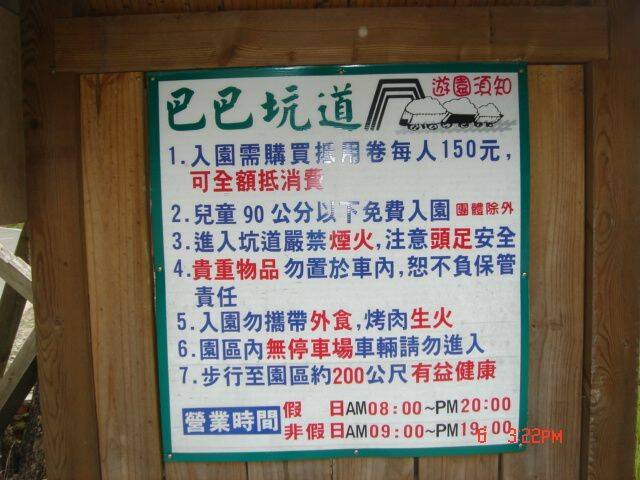 巴巴坑道 遊園須知
1.入園需購買抵用卷每人150元,
可全額抵消費
2.兒童90公分以下免費入園 團體除外
3.進入坑道嚴禁煙火,注意頭足安全
4.貴重物品勿置於車內,恕不負保管
責任
5.入園勿攜帶外食,烤肉生火
6.園區內無停車場車輛請勿進入
7.步行至園區約200公尺有益健康
營業時間
假 日AM08:00~PM20:00
非假日AM09:00~PM19:00
6 3:22PM